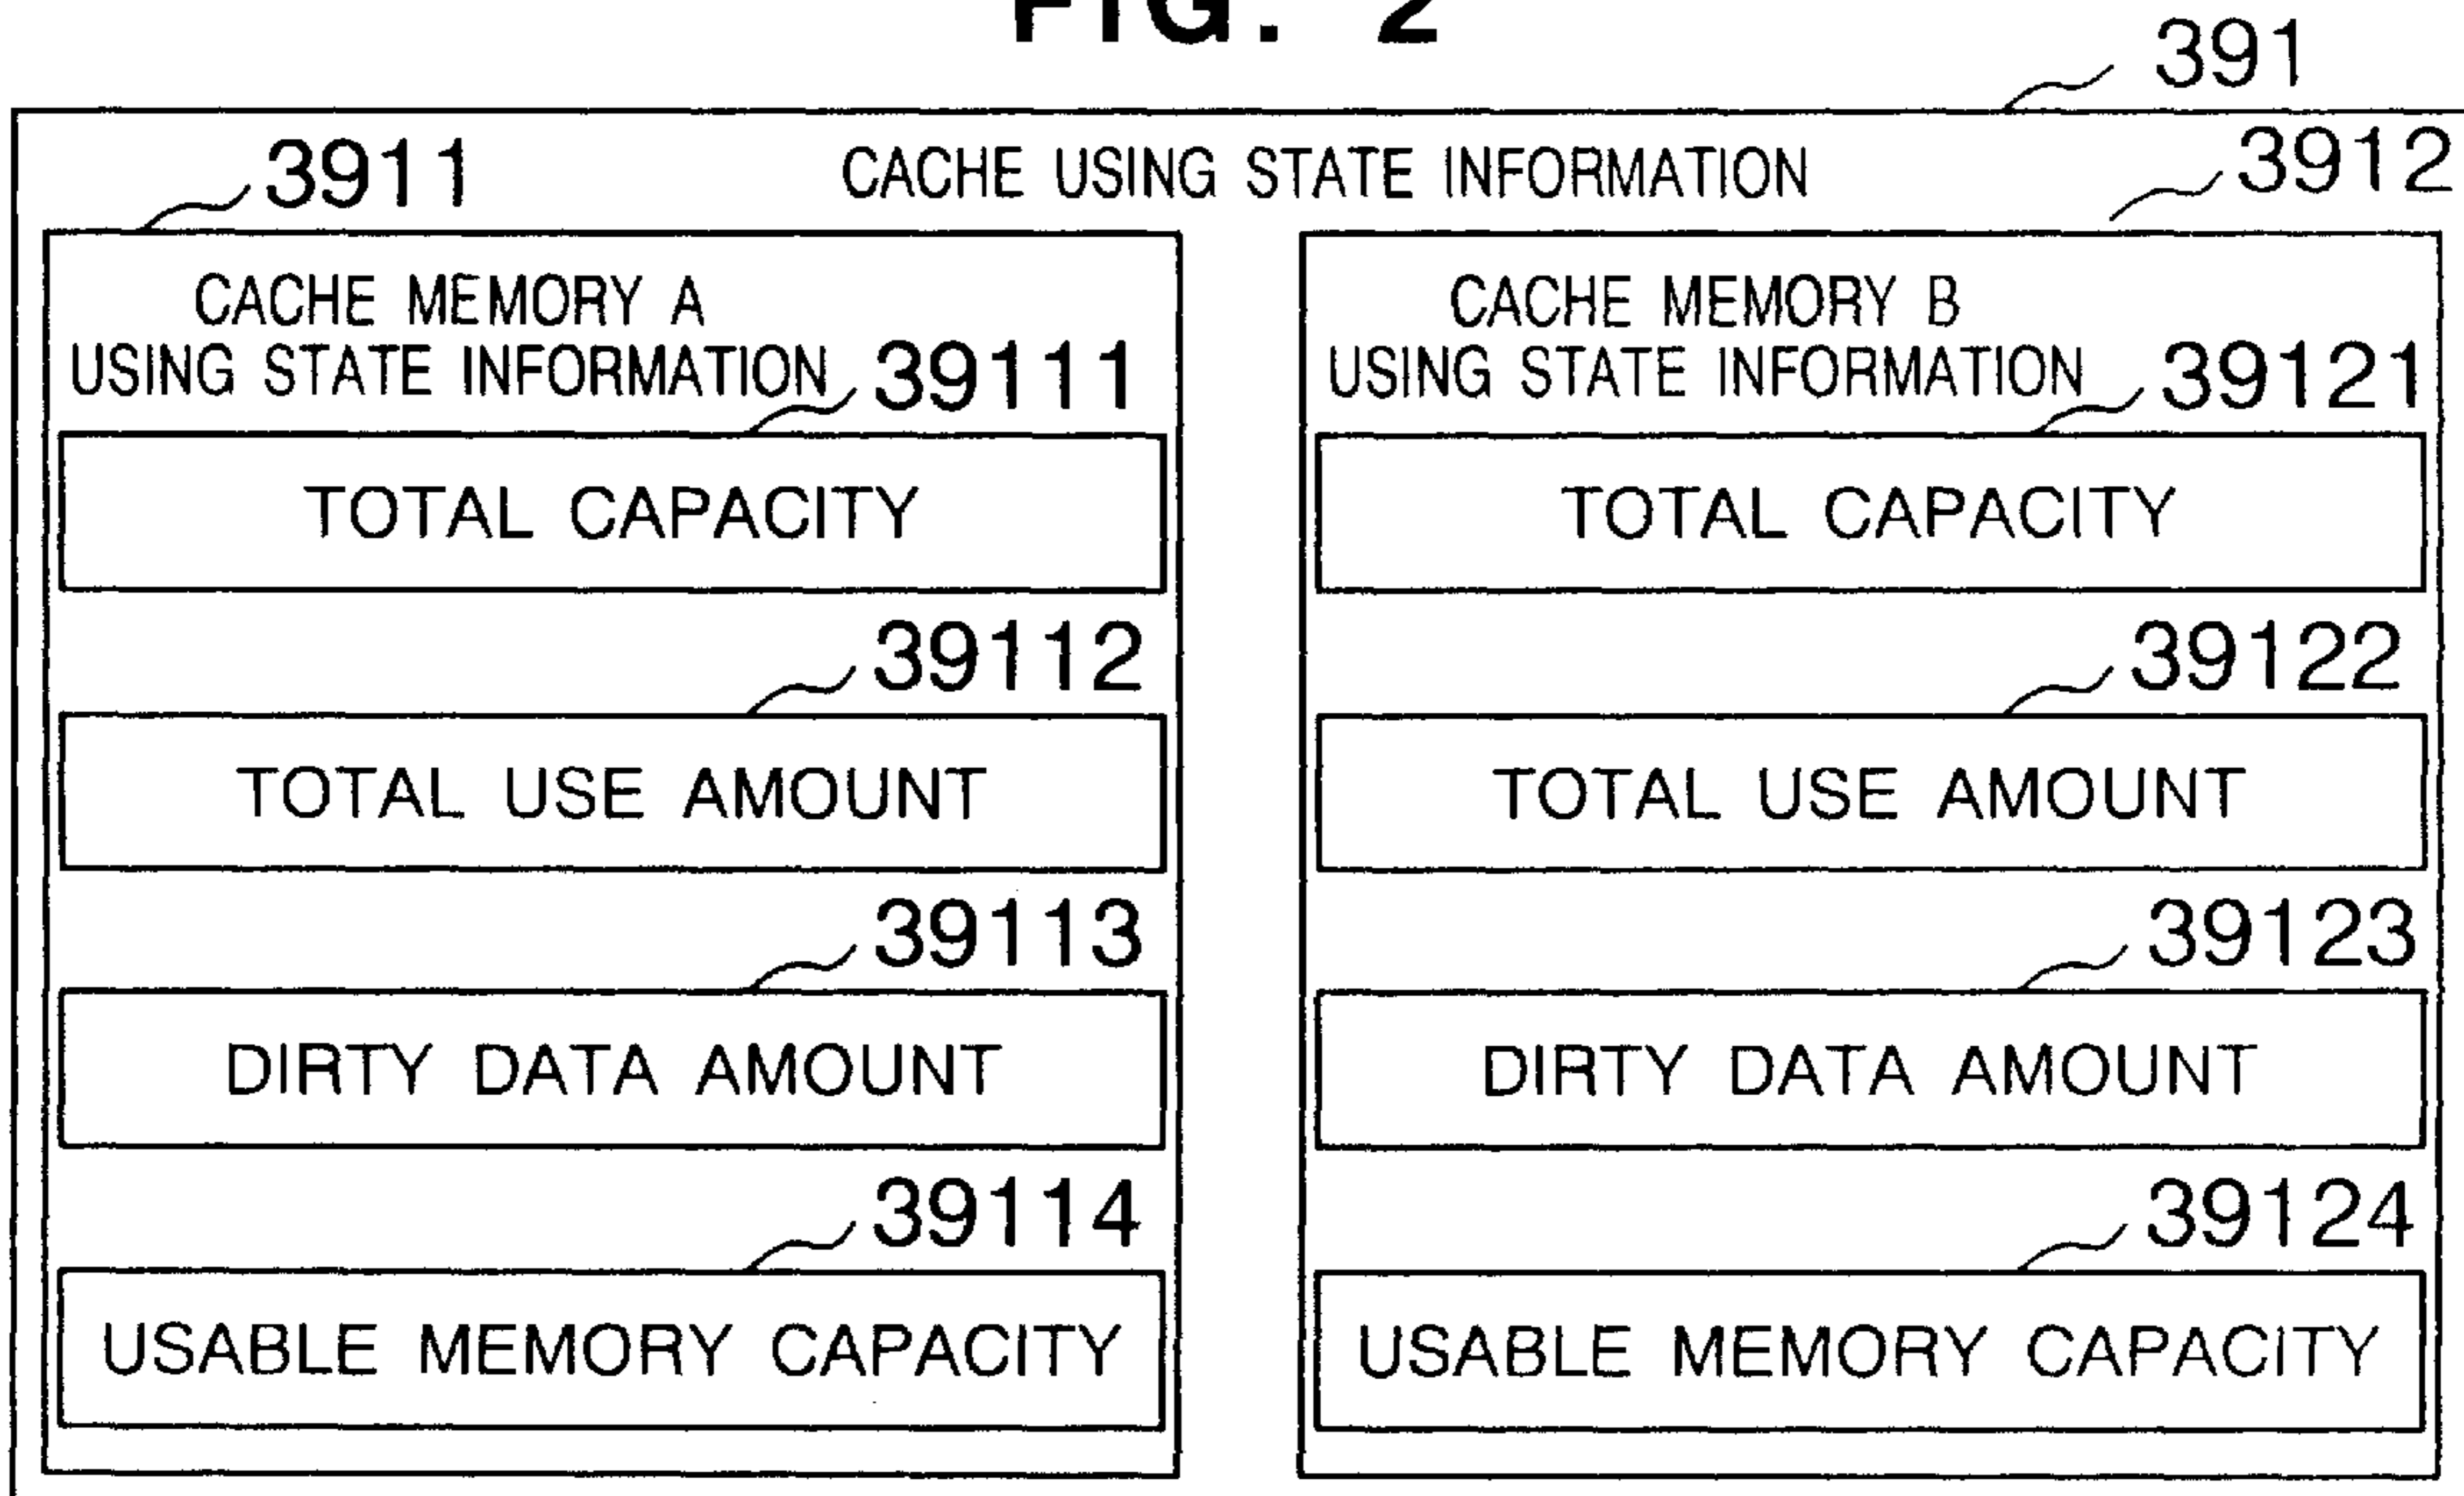 FIG. 2
391
3911
CACHE USING STATE INFORMATION
3912
CACHE MEMORY A
USING STATE INFORMATION
39111
TOTAL CAPACITY
39112
TOTAL USE AMOUNT
39113
DIRTY DATA AMOUNT
39114
USABLE MEMORY CAPACITY
CACHE MEMORY B
USING STATE INFORMATION
39121
TOTAL CAPACITY
39122
TOTAL USE AMOUNT
39123
DIRTY DATA AMOUNT
39124
USABLE MEMORY CAPACITY